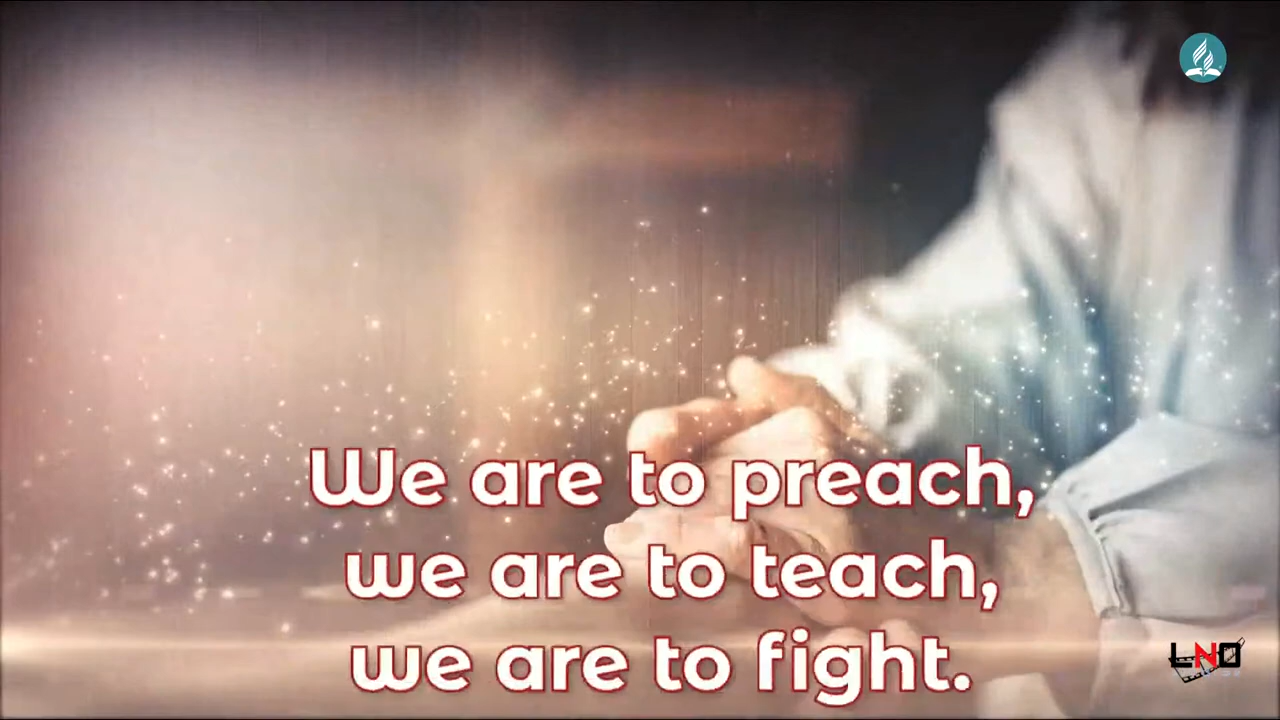 We are to preach,
we are to teach,
we are to fight.
LNO